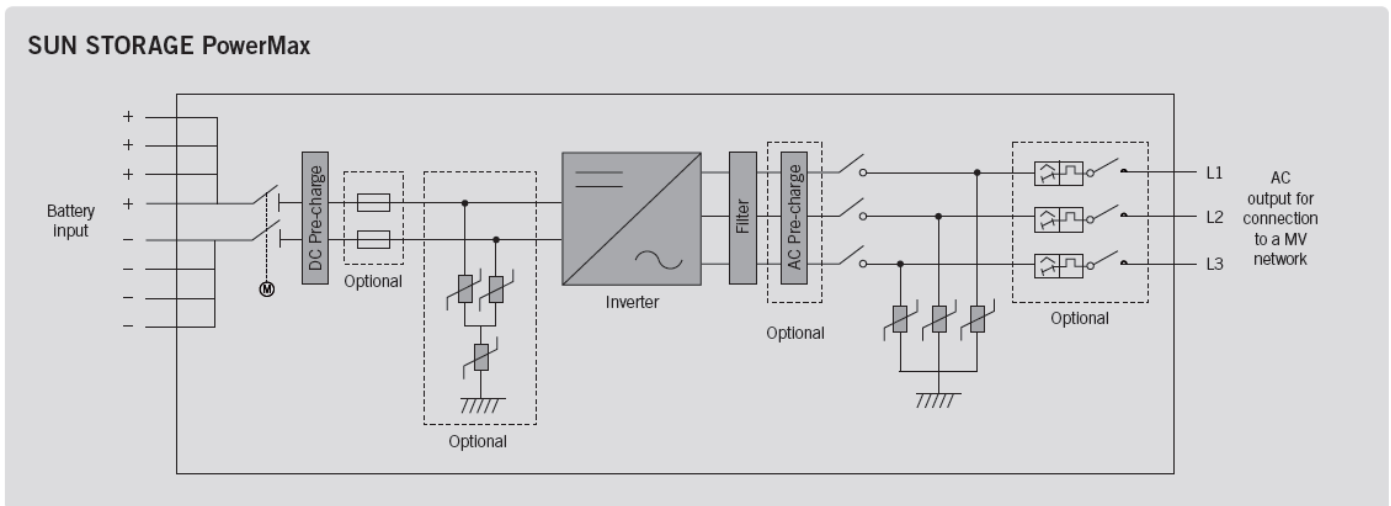 SUN STORAGE PowerMax
+
+
+
+
Battery
input
−
−
−
−
M
DC Pre-charge
Optional
Optional
Inverter
Filter
AC Pre-charge
Optional
Optional
L1
L2
L3
AC
output for
connection
to a MV
network